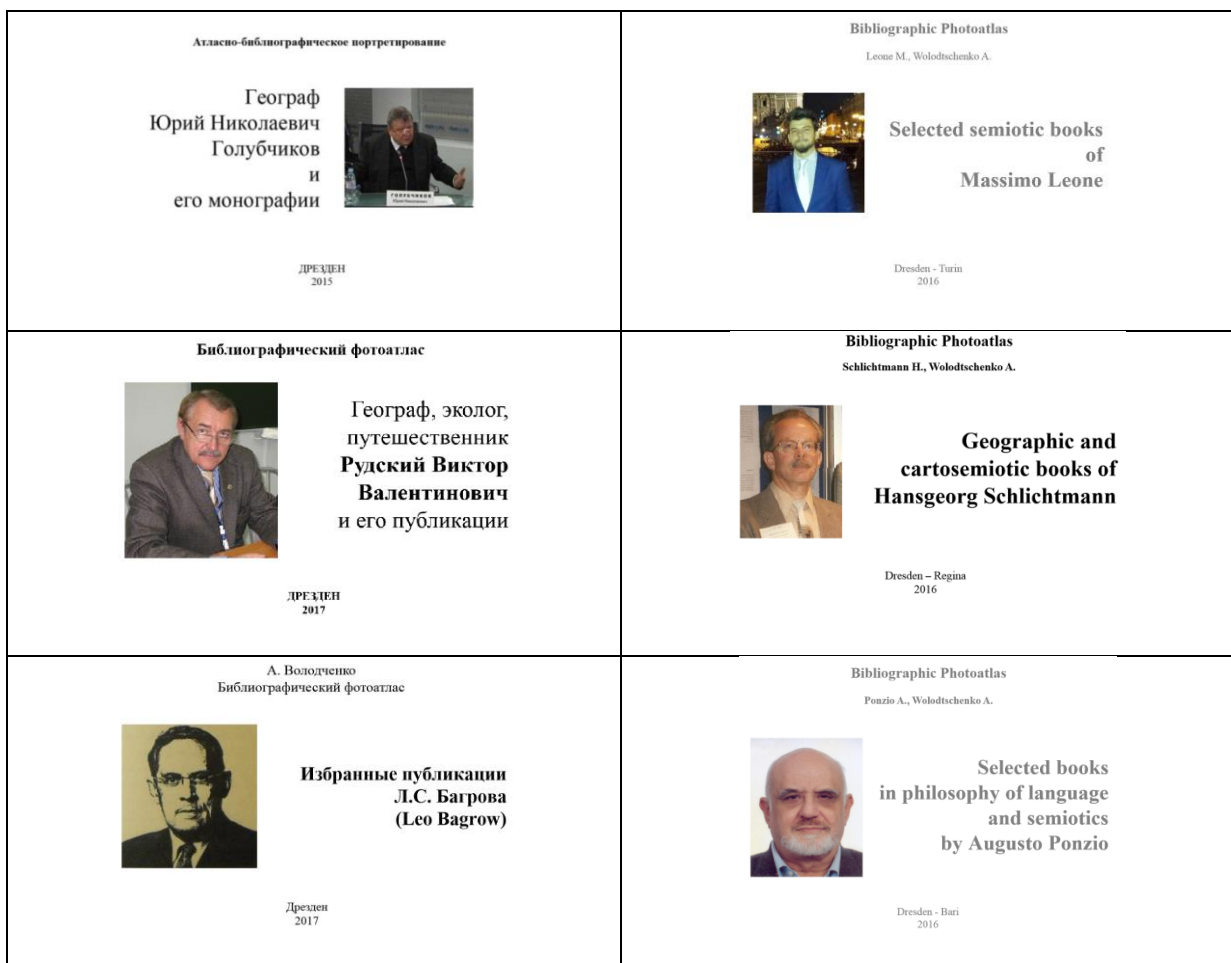 Атласно-библиографическое портретирование
Географ
Юрий Николаевич
Голубчиков
и
его монографии
ГОЛУБЧИКОВ
ДРЕЗДЕН
2015
Bibliographic Photoatlas
Leone M., Wolodtschenko A.
Selected semiotic books
of
Massimo Leone
Dresden - Turin
2016
Библиографический фотоатлас
Географ, эколог,
путешественник
Рудский Виктор
Валентинович
и его публикации
ДРЕЗДЕН
2017
Bibliographic Photoatlas
Schlichtmann H., Wolodtschenko A.
Geographic and
cartosemiotic books of
Hansgeorg Schlichtmann
Dresden – Regina
2016
А. Володченко
Библиографический фотоатлас
Избранные публикации
Л.С. Багрова
(Leo Bagrow)
Дрезден
2017
Bibliographic Photoatlas
Ponzio A., Wolodtschenko A.
Selected books
in philosophy of language
and semiotics
by Augusto Ponzio
Dresden - Bari
2016